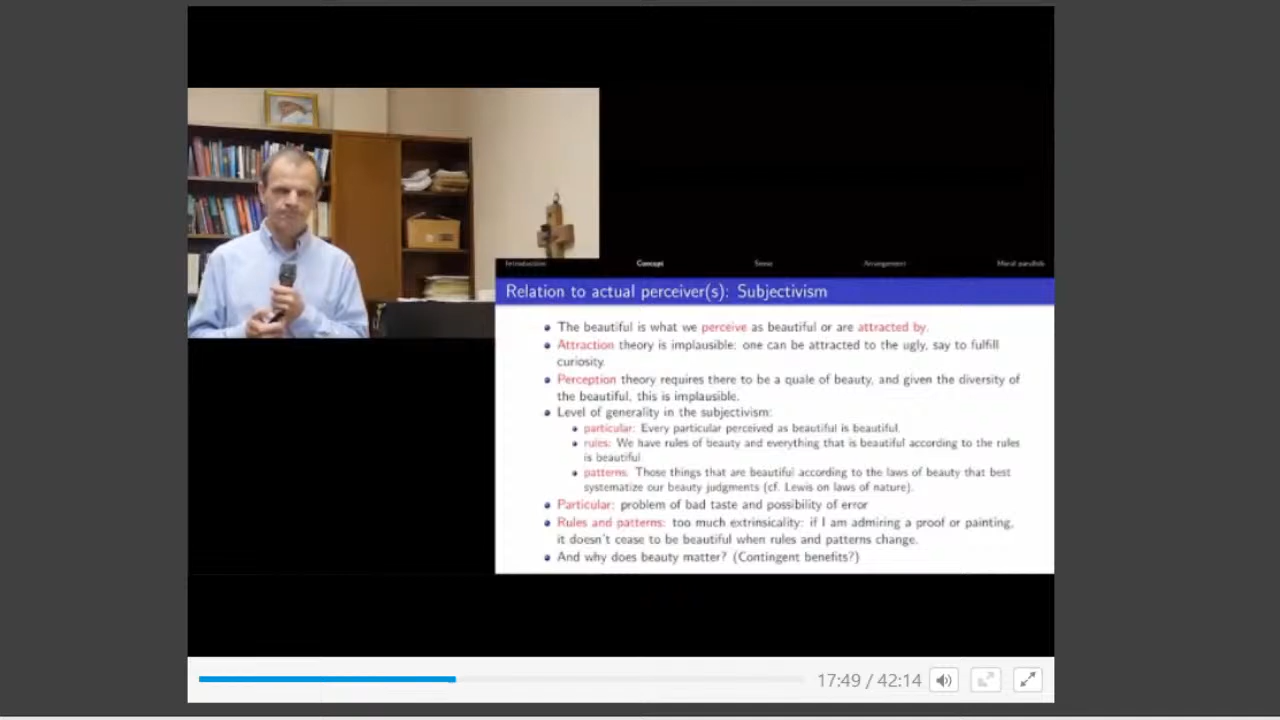 Introduction Concept Sense Arrangement Moral parallels
Relation to actual perceiver(s): Subjectivism
The beautiful is what we perceive as beautiful or are attracted by.
Attraction theory is implausible: one can be attracted to the ugly, say to fulfill
curiosity.
Perception theory requires there to be a quale of beauty, and given the diversity of
the beautiful, this is implausible.
Level of generality in the subjectivism:
particular: Every particular perceived as beautiful is beautiful.
rules: We have rules of beauty and everything that is beautiful according to the rules
is beautiful
patterns: Those things that are beautiful according to the laws of beauty that best
systematize our beauty judgments (cf. Lewis on laws of nature).
Particular: problem of bad taste and possibility of error
Rules and patterns: too much extrinsicality: if I am admiring a proof or painting,
it doesn't cease to be beautiful when rules and patterns change.
And why does beauty matter? (Contingent benefits?)
17:49 / 42:14